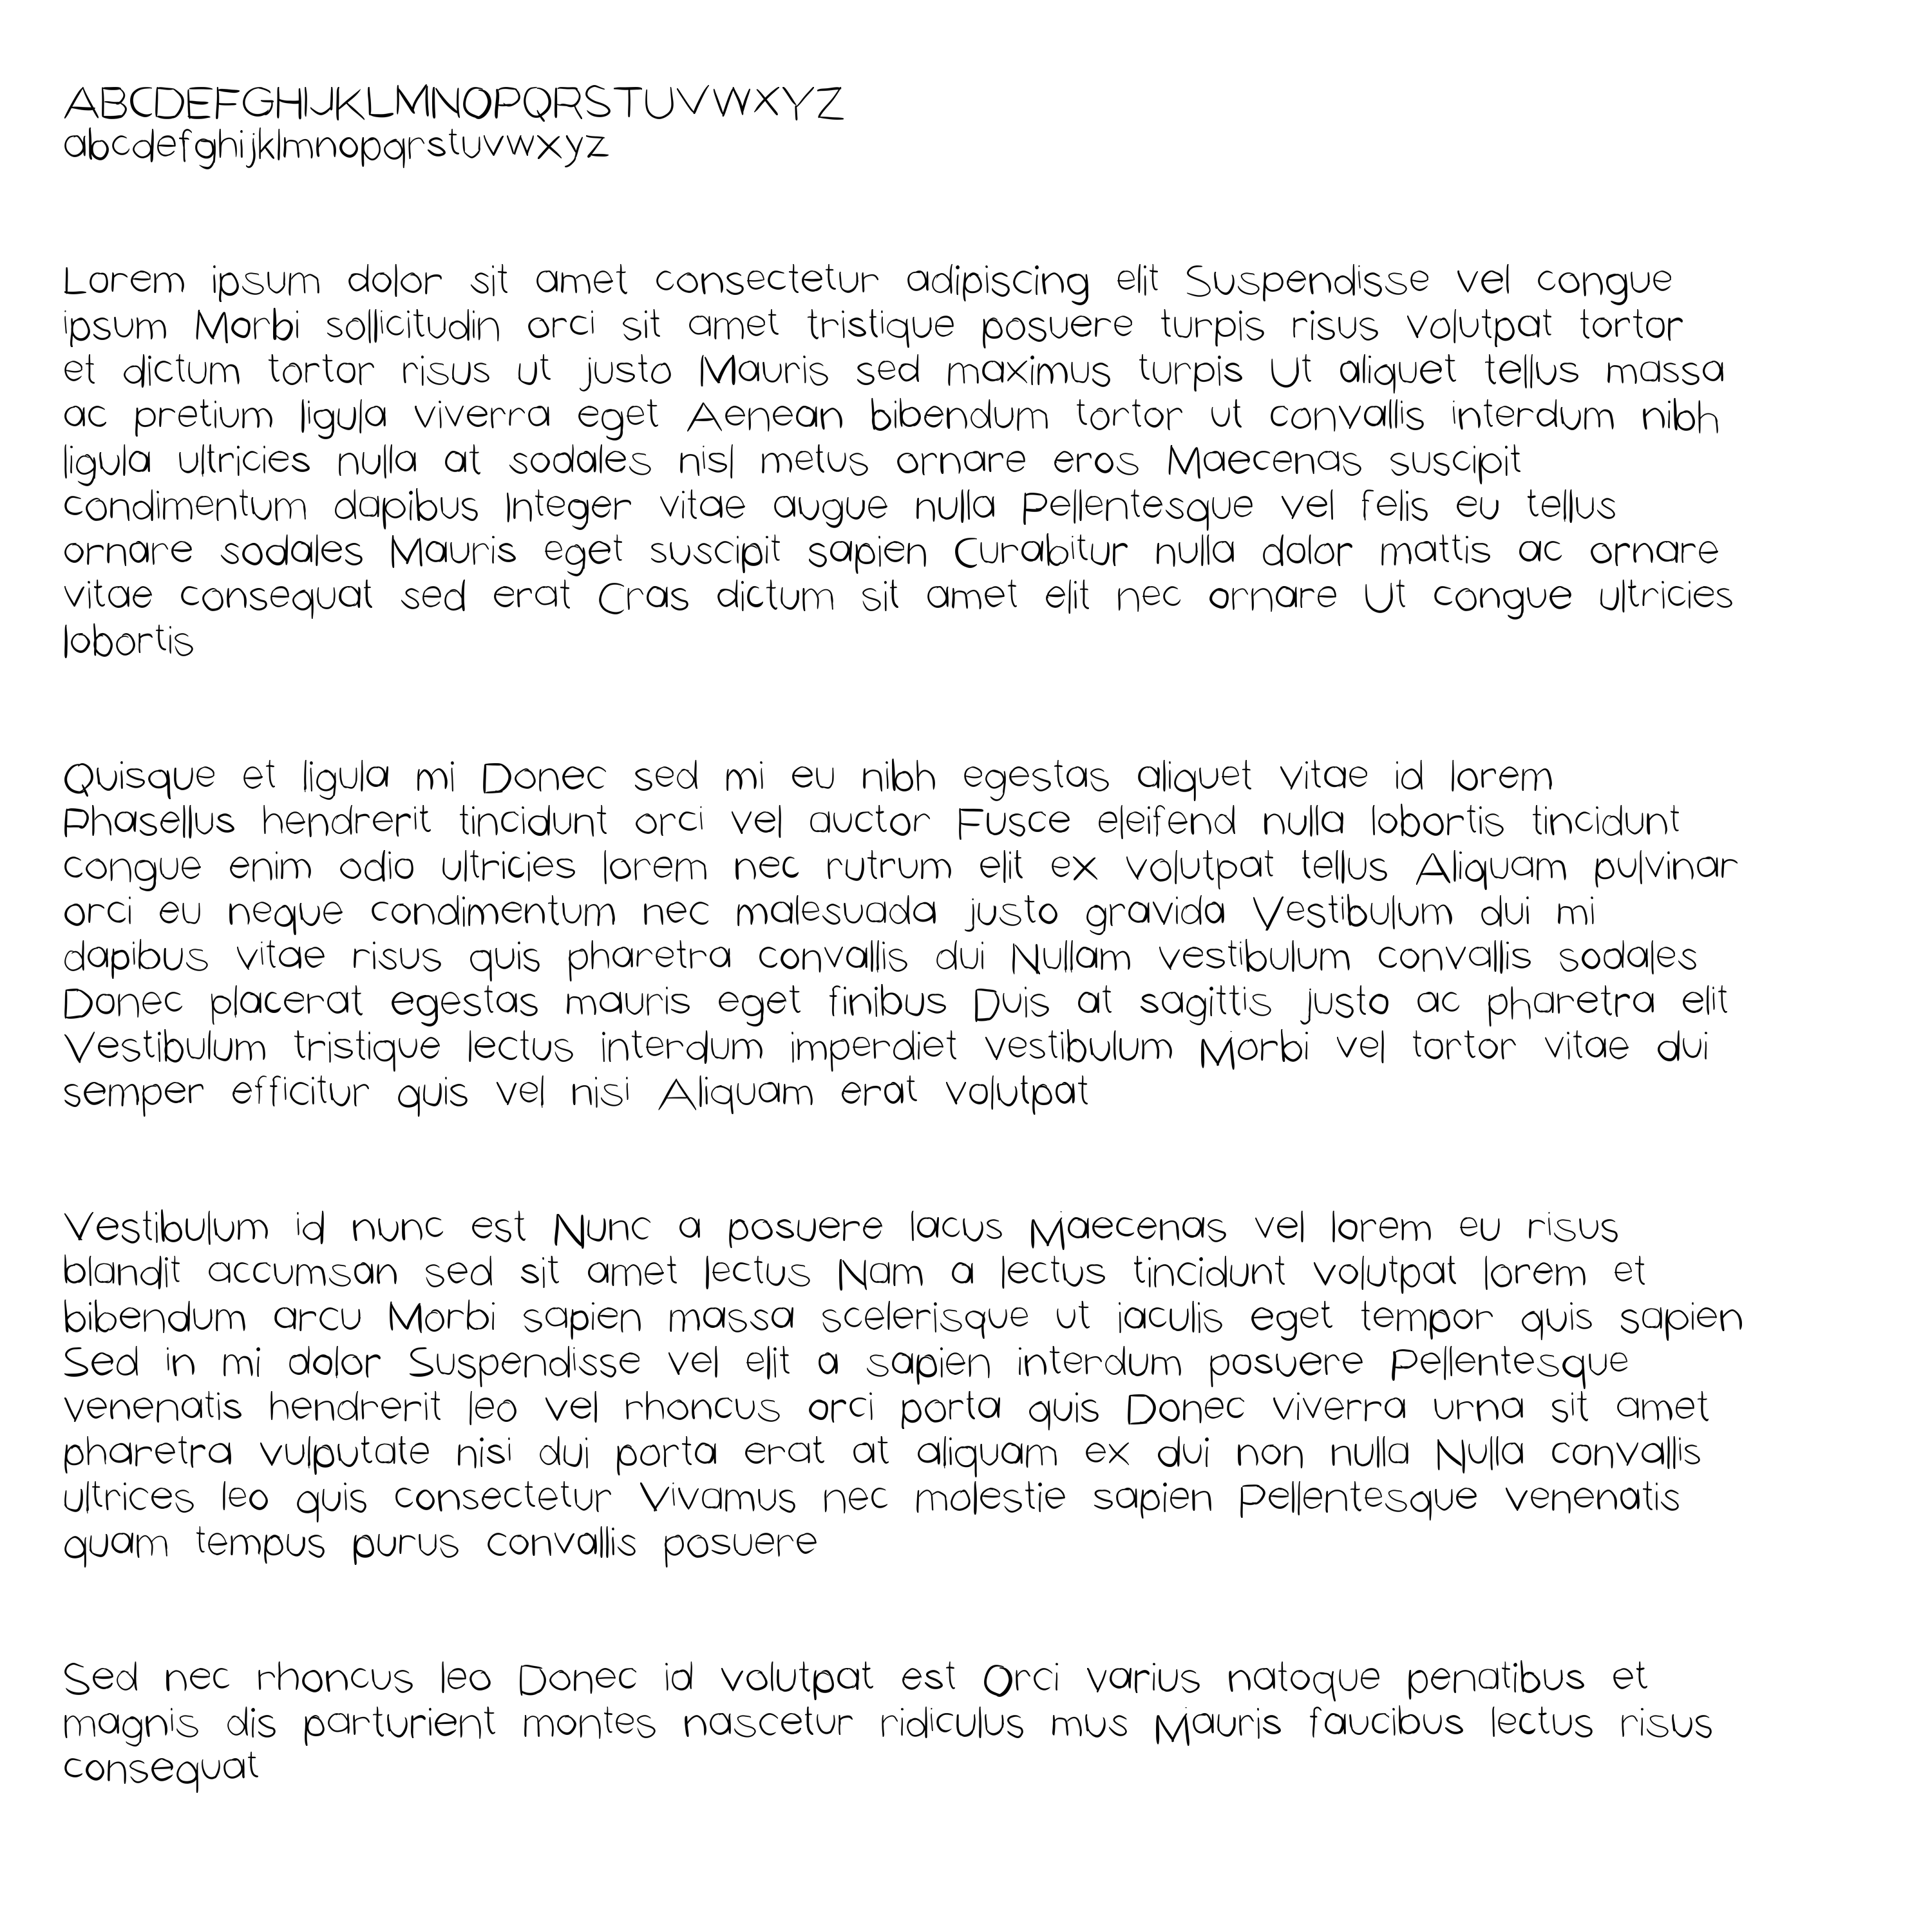 ABCDEFGHIJKLMNOPQRSTUVWXYZ
abcdefghijklmnopqrstuvwxyz
Lorem ipsum dolor sit amet consectetur adipiscing elit Suspendisse vel congue
ipsum Morbi sollicitudin orci sit amet tristique posuere turpis risus volutpat tortor
et dictum tortor risus ut justo Mauris sed maximus turpis Ut aliquet tellus massa
ac pretium ligula viverra eget Aenean bibendum tortor ut convallis interdum nibh
ligula ultricies nulla at sodales nisl metus ornare eros Maecenas suscipit
condimentum dapibus Integer vitae augue nulla Pellentesque vel felis eu tellus
ornare sodales Mauris eget suscipit sapien Curabitur nulla dolor mattis ac ornare
vitae consequat sed erat Cras dictum sit amet elit nec ornare Ut congue ultricies
lobortis
Quisque et ligula mi Donec sed mi eu nibh egestas aliquet vitae id lorem
Phasellus hendrerit tincidunt orci vel auctor Fusce eleifend nulla lobortis tincidunt
congue enim odio ultricies lorem nec rutrum elit ex volutpat tellus Aliquam pulvinar
orci eu neque condimentum nec malesuada justo gravida Vestibulum dui mi
dapibus vitae risus quis pharetra convallis dui Nullam vestibulum convallis sodales
Donec placerat egestas mauris eget finibus Duis at sagittis justo ac pharetra elit
Vestibulum tristique lectus interdum imperdiet vestibulum Morbi vel tortor vitae dui
semper efficitur quis vel nisi Aliquam erat volutpat
Vestibulum id nunc est Nunc a posuere lacus Maecenas vel lorem eu risus
blandit accumsan sed sit amet lectus Nam a lectus tincidunt volutpat lorem et
bibendum arcu Morbi sapien massa scelerisque ut iaculis eget tempor quis sapien
Sed in mi dolor Suspendisse vel elit a sapien interdum posuere Pellentesque
venenatis hendrerit leo vel rhoncus orci porta quis Donec viverra urna sit amet
pharetra vulputate nisi dui porta erat at aliquam ex dui non nulla Nulla convallis
ultrices leo quis consectetur Vivamus nec molestie sapien Pellentesque venenatis
quam tempus purus convallis posuere
Sed nec rhoncus leo Donec id volutpat est Orci varius natoque penatibus et
magnis dis parturient montes nascetur ridiculus mus Mauris faucibus lectus risus
consequat